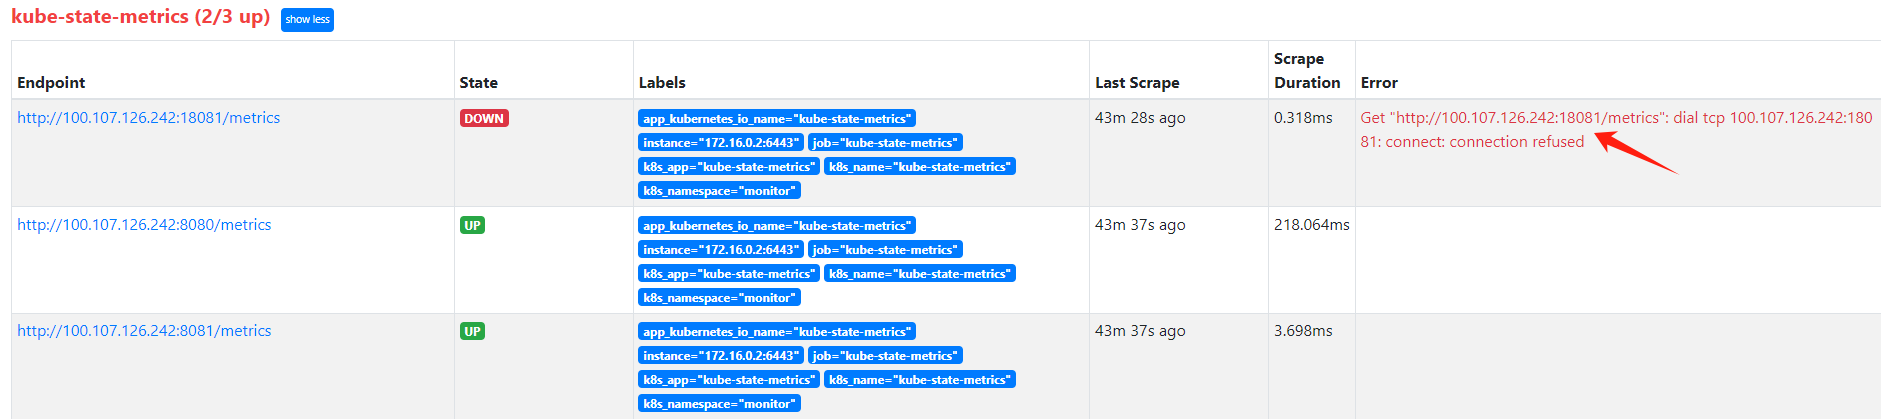 kube-state-metrics (2/3 up) show less
Endpoint State Labels Last Scrape Scrape Duration Error
http://100.107.126.242:18081/metrics DOWN app_kubernetes_io_name="kube-state-metrics" 43m 28s ago 0.318ms Get "http://100.107.126.242:18081/metrics": dial tcp 100.107.126.242:180
instance="172.16.0.2:6443" job="kube-state-metrics" 81: connect: connection refused
k8s_app="kube-state-metrics" k8s_name="kube-state-metrics"
k8s_namespace="monitor"
http://100.107.126.242:8080/metrics UP app_kubernetes_io_name="kube-state-metrics" 43m 37s ago 218.064ms
instance="172.16.0.2:6443" job="kube-state-metrics"
k8s_app="kube-state-metrics" k8s_name="kube-state-metrics"
k8s_namespace="monitor"
http://100.107.126.242:8081/metrics UP app_kubernetes_io_name="kube-state-metrics" 43m 37s ago 3.698ms
instance="172.16.0.2:6443" job="kube-state-metrics"
k8s_app="kube-state-metrics" k8s_name="kube-state-metrics"
k8s_namespace="monitor"